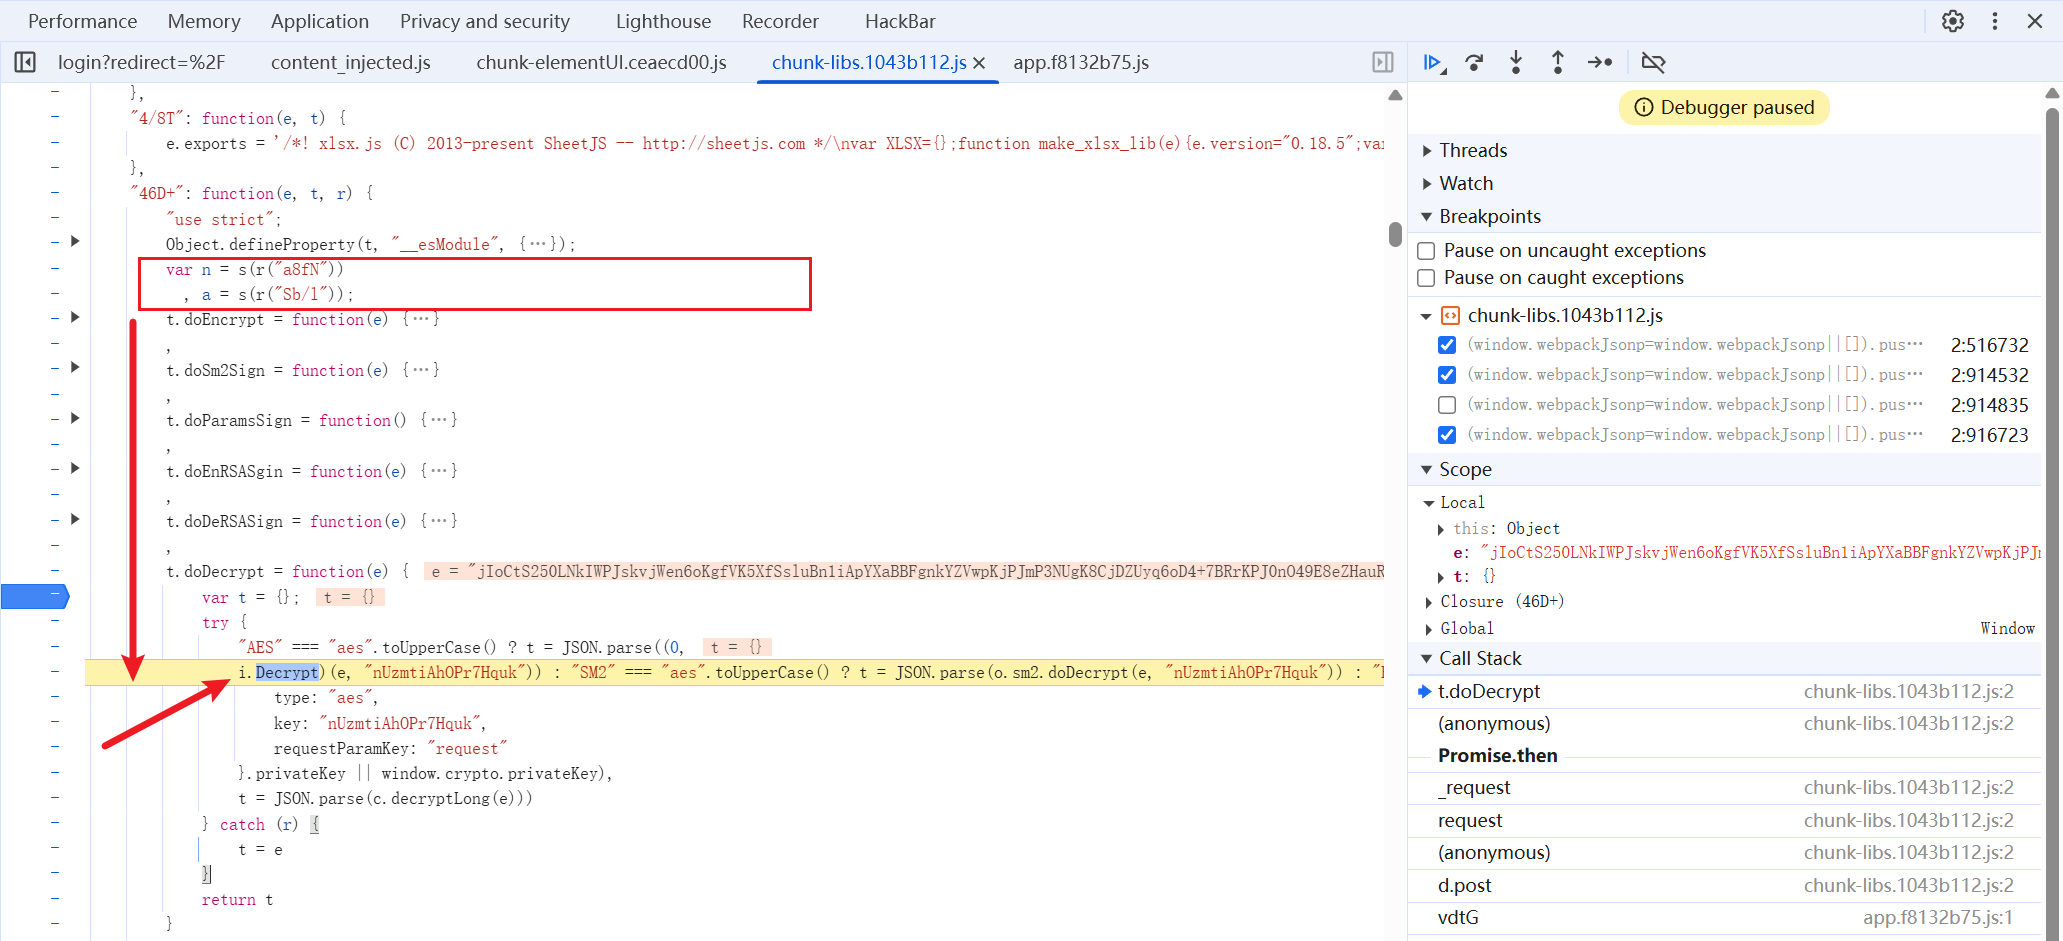 Performance Memory Application Privacy and security Lighthouse Recorder HackBar
login?redirect=%2F content_injected.js chunk-elementUI.ceaecd00.js chunk-libs.1043b112.js app.f8132b75.js
},
"4/8T": function(e, t) {
e.exports = '/*! xlsx.js (C) 2013-present SheetJS -- http://sheetjs.com */\nvar XLSX={};function make_xlsx_lib(e){e.version="0.18.5";var
},
"46D+": function(e, t, r) {
"use strict";
Object.defineProperty(t, "__esModule", {…});
var n = s(r("a8fN"))
, a = s(r("Sb/l"));
t.doEncrypt = function(e) {…}
,
t.doSm2Sign = function(e) {…}
,
t.doParamsSign = function() {…}
,
t.doEnRSASgin = function(e) {…}
,
t.doDeRSASign = function(e) {…}
,
t.doDecrypt = function(e) { e = "jIoCtS250LNkIWPJskvjWen6oKgfVK5XfSsluBn1iApYXaBBFgnkYZVwpKjPJmP3NUgK8CjDZUyq6oD4+7BRrKPJ0nO49E8eZHauR
var t = {}; t = {}
try {
"AES" === "aes".toUpperCase() ? t = JSON.parse((0, t = {}
i.Decrypt)(e, "nUzmtiAhOPr7Hquk")) : "SM2" === "aes".toUpperCase() ? t = JSON.parse(o.sm2.doDecrypt(e, "nUzmtiAhOPr7Hquk")) : "
type: "aes",
key: "nUzmtiAhOPr7Hquk",
requestParamKey: "request"
}.privateKey || window.crypto.privateKey),
t = JSON.parse(c.decryptLong(e)))
} catch (r) {
t = e
}
return t
}
Debugger paused
Threads
Watch
Breakpoints
Pause on uncaught exceptions
Pause on caught exceptions
chunk-libs.1043b112.js
(window.webpackJsonp=window.webpackJsonp||[]).pus… 2:516732
(window.webpackJsonp=window.webpackJsonp||[]).pus… 2:914532
(window.webpackJsonp=window.webpackJsonp||[]).pus… 2:914835
(window.webpackJsonp=window.webpackJsonp||[]).pus… 2:916723
Scope
Local
this: Object
e: "jIoCtS250LNkIWPJskvjWen6oKgfVK5XfSsluBn1iApYXaBBFgnkYZVwpKjPJm
t: {}
Closure (46D+)
Global Window
Call Stack
t.doDecrypt chunk-libs.1043b112.js:2
(anonymous) chunk-libs.1043b112.js:2
Promise.then
_request chunk-libs.1043b112.js:2
request chunk-libs.1043b112.js:2
(anonymous) chunk-libs.1043b112.js:2
d.post chunk-libs.1043b112.js:2
vdtG app.f8132b75.js:1